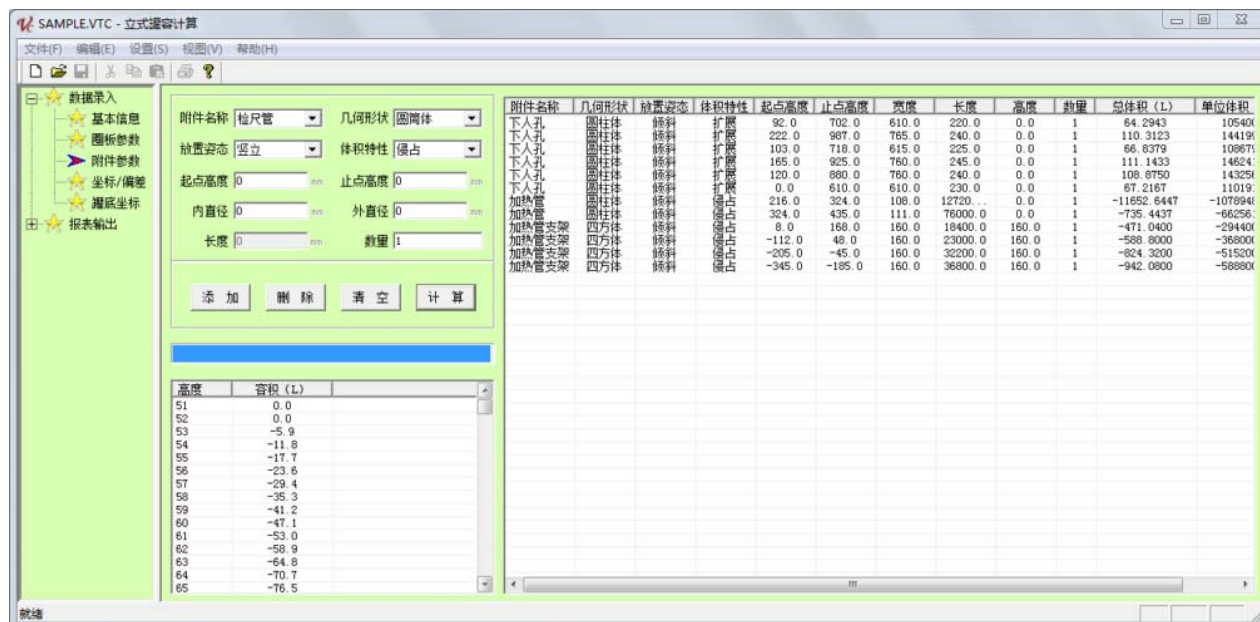 SAMPLE.VTC - 立式罐容计算
文件(F) 编辑(E) 设置(S) 视图(V) 帮助(H)
数据录入
基本信息
圈板参数
附件参数
坐标/偏差
罐底坐标
报表输出
附件名称 检尺管 几何形状 圆筒体
放置姿态 竖立 体积特性 侵占
起点高度 0 mm 止点高度 0 mm
内直径 0 mm 外直径 0 mm
长度 0 mm 数量 1
添 加 删 除 清 空 计 算
高度 容积 (L)
51 0.0
52 0.0
53 -5.9
54 -11.8
55 -17.7
56 -23.6
57 -29.4
58 -35.3
59 -41.2
60 -47.1
61 -53.0
62 -58.9
63 -64.8
64 -70.7
65 -76.5
附件名称 几何形状 放置姿态 体积特性 起点高度 止点高度 宽度 长度 高度 数量 总体积 (L) 单位体积
下人孔 圆柱体 倾斜 扩展 92.0 702.0 610.0 220.0 0.0 1 64.2943 105400
下人孔 圆柱体 倾斜 扩展 222.0 987.0 765.0 240.0 0.0 1 110.3123 144199
下人孔 圆柱体 倾斜 扩展 103.0 718.0 615.0 225.0 0.0 1 66.8379 108679
下人孔 圆柱体 倾斜 扩展 165.0 925.0 760.0 245.0 0.0 1 111.1433 14624
下人孔 圆柱体 倾斜 扩展 120.0 880.0 760.0 240.0 0.0 1 108.8750 14325
下人孔 圆柱体 倾斜 扩展 0.0 610.0 610.0 230.0 0.0 1 67.2167 11019
加热管 圆柱体 倾斜 侵占 216.0 324.0 108.0 12720... 0.0 1 -11652.6447 -107894
加热管 圆柱体 倾斜 侵占 324.0 435.0 111.0 76000.0 0.0 1 -735.4437 -66256
加热管支架 四方体 倾斜 侵占 8.0 168.0 160.0 18400.0 160.0 1 -471.0400 -294400
加热管支架 四方体 倾斜 侵占 -112.0 48.0 160.0 23000.0 160.0 1 -588.8000 -368000
加热管支架 四方体 倾斜 侵占 -205.0 -45.0 160.0 32200.0 160.0 1 -824.3200 -515200
加热管支架 四方体 倾斜 侵占 -345.0 -185.0 160.0 36800.0 160.0 1 -942.0800 -588800
就绪